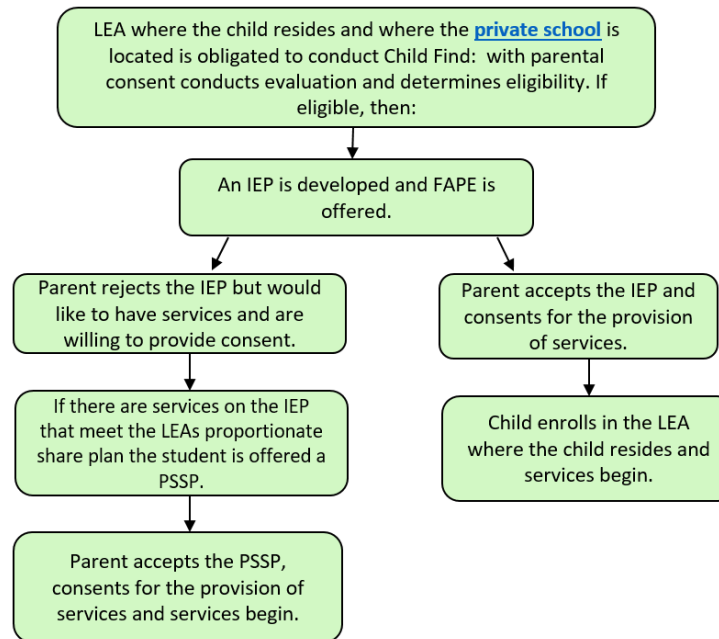 LEA where the child resides and where the private school is
located is obligated to conduct Child Find:  with parental
consent conducts evaluation and determines eligibility. If
eligible, then:
An IEP is developed and FAPE is
offered.
Parent rejects the IEP but would
like to have services and are
willing to provide consent.
Parent accepts the IEP and
consents for the provision
of services.
If there are services on the IEP
that meet the LEAs proportionate
share plan the student is offered a
PSSP.
Child enrolls in the LEA
where the child resides and
services begin.
Parent accepts the PSSP,
consents for the provision of
services and services begin.